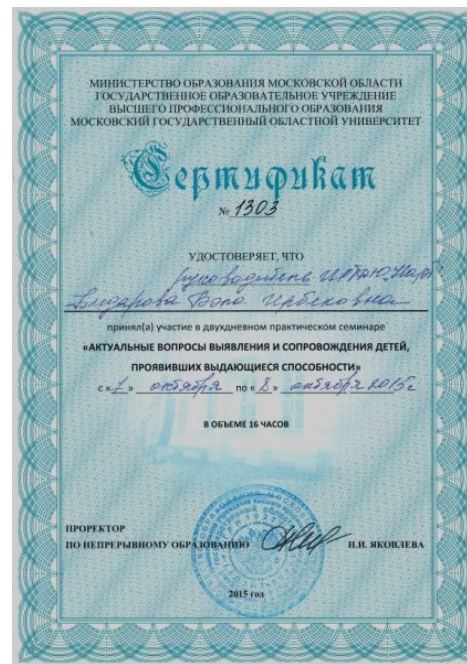 МИНИСТЕРСТВО ОБРАЗОВАНИЯ МОСКОВСКОЙ ОБЛАСТИ
ГОСУДАРСТВЕННОЕ ОБРАЗОВАТЕЛЬНОЕ УЧРЕЖДЕНИЕ
ВЫСШЕГО ПРОФЕССИОНАЛЬНОГО ОБРАЗОВАНИЯ
МОСКОВСКИЙ ГОСУДАРСТВЕННЫЙ ОБЛАСТНОЙ УНИВЕРСИТЕТ
Сертификат
№ 1303
УДОСТОВЕРЯЕТ, ЧТО
руководитель
Ирбековна
принял(а) участие в двухдневном практическом семинаре
«АКТУАЛЬНЫЕ ВОПРОСЫ ВЫЯВЛЕНИЯ И СОПРОВОЖДЕНИЯ ДЕТЕЙ,
ПРОЯВИВШИХ ВЫДАЮЩИЕСЯ СПОСОБНОСТИ»
с «7» октября по «8» октября 2015г
В ОБЪЕМЕ 16 ЧАСОВ
ПРОРЕКТОР
ПО НЕПРЕРЫВНОМУ ОБРАЗОВАНИЮ Н.И. ЯКОВЛЕВА
2015 год